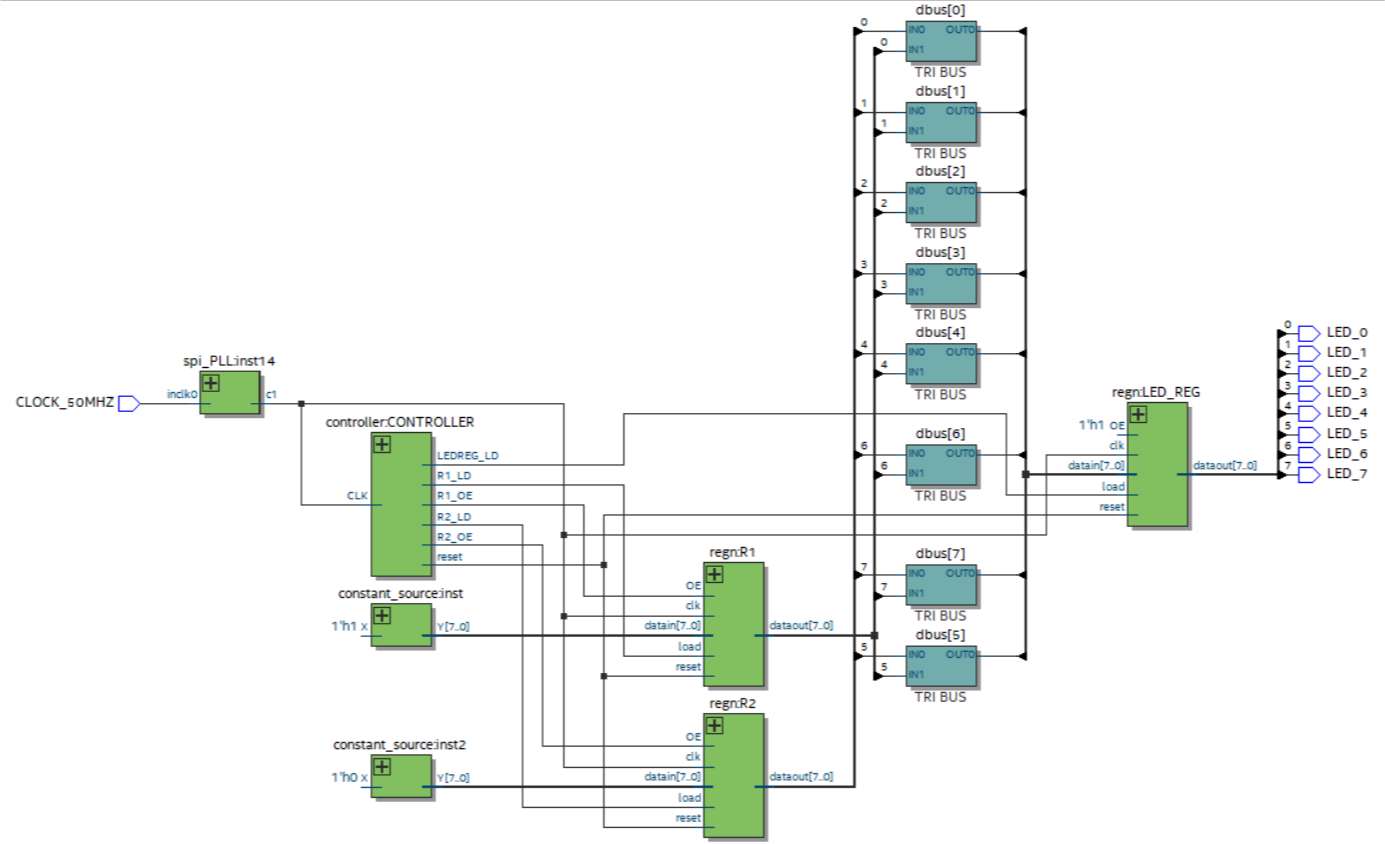 CLOCK_50MHZ
spi_PLL:inst14
inclk0
c1
controller:CONTROLLER
CLK
LEDREG_LD
R1_LD
R1_OE
R2_LD
R2_OE
reset
constant_source:inst
1'h1 X
Y[7..0]
constant_source:inst2
1'h0 X
Y[7..0]
regn:R1
OE
clk
datain[7..0]
load
reset
dataout[7..0]
regn:R2
OE
clk
datain[7..0]
load
reset
dataout[7..0]
dbus[0]
0
IN0
OUT0
0
IN1
TRI BUS
dbus[1]
1
IN0
OUT0
1
IN1
TRI BUS
dbus[2]
2
IN0
OUT0
2
IN1
TRI BUS
dbus[3]
3
IN0
OUT0
3
IN1
TRI BUS
dbus[4]
4
IN0
OUT0
4
IN1
TRI BUS
dbus[6]
6
IN0
OUT0
6
IN1
TRI BUS
dbus[7]
7
IN0
OUT0
7
IN1
TRI BUS
dbus[5]
5
IN0
OUT0
5
IN1
TRI BUS
regn:LED_REG
1'h1 OE
clk
datain[7..0]
load
reset
dataout[7..0]
0 LED_0
1 LED_1
2 LED_2
3 LED_3
4 LED_4
5 LED_5
6 LED_6
7 LED_7